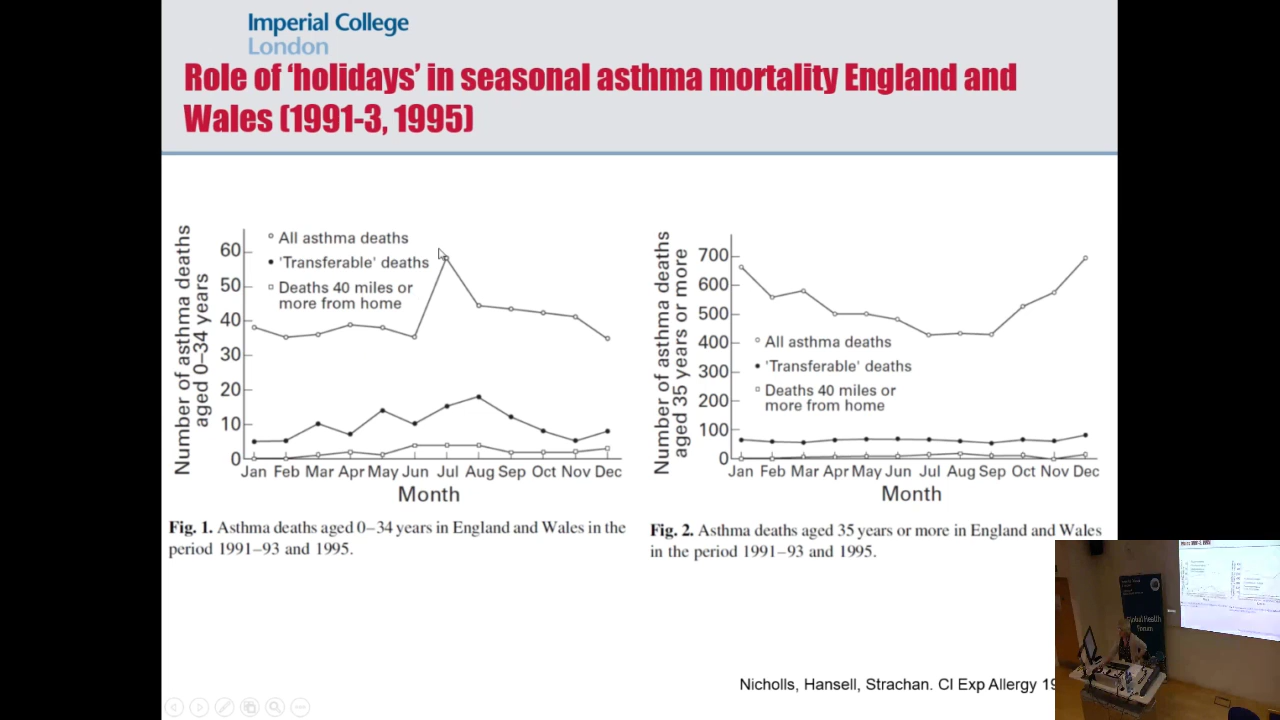 Imperial College
London
Role of ‘holidays’ in seasonal asthma mortality England and
Wales (1991-3, 1995)
Number of asthma deaths
aged 0–34 years
60
50
40
30
20
10
0
All asthma deaths
'Transferable' deaths
Deaths 40 miles or
more from home
Jan Feb Mar Apr May Jun Jul Aug Sep Oct Nov Dec
Month
Fig. 1. Asthma deaths aged 0–34 years in England and Wales in the
period 1991–93 and 1995.
Number of asthma deaths
aged 35 years or more
700
600
500
400
300
200
100
0
All asthma deaths
'Transferable' deaths
Deaths 40 miles or
more from home
Jan Feb Mar Apr May Jun Jul Aug Sep Oct Nov Dec
Month
Fig. 2. Asthma deaths aged 35 years or more in England and Wales
in the period 1991–93 and 1995.
Nicholls, Hansell, Strachan. CI Exp Allergy 19
Global Health
Forum